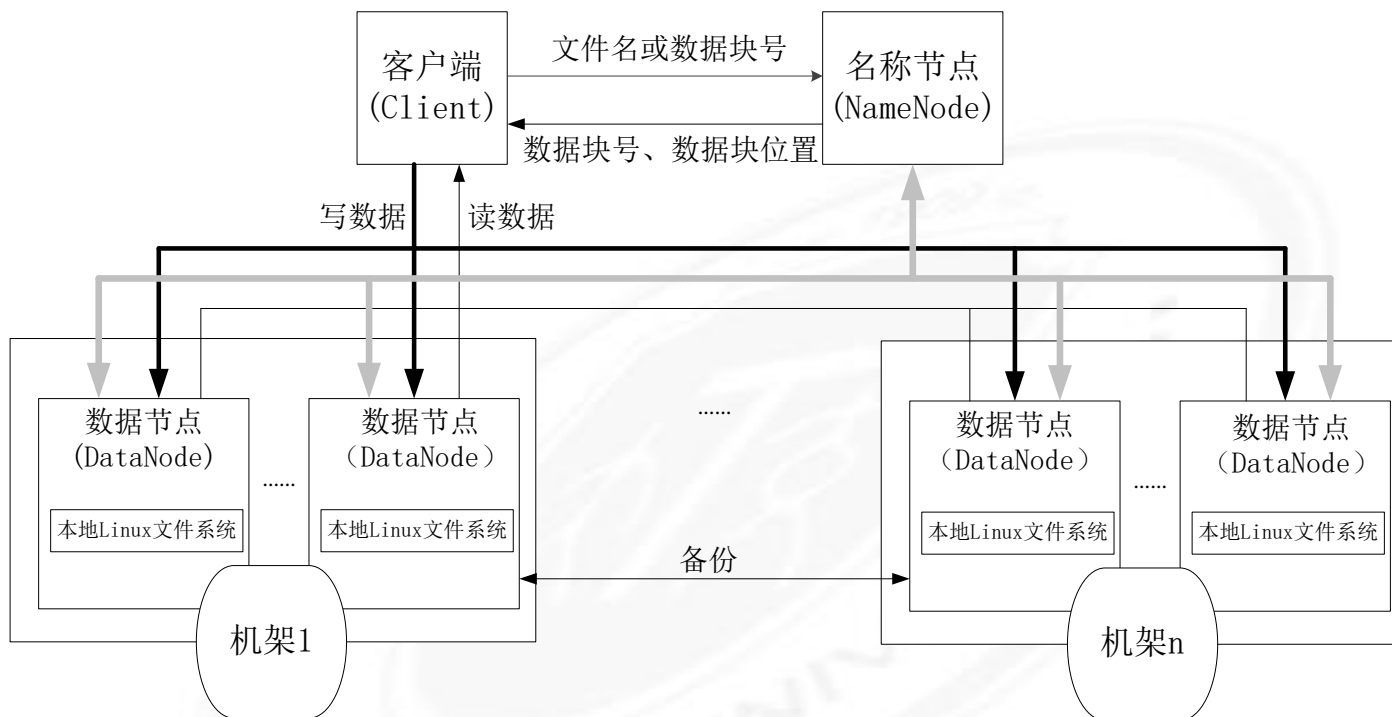 客户端
(Client)
文件名或数据块号
名称节点
(NameNode)
数据块号、数据块位置
写数据
读数据
数据节点
(DataNode)
本地Linux文件系统
……
数据节点
（DataNode）
本地Linux文件系统
……
数据节点
（DataNode）
本地Linux文件系统
……
数据节点
（DataNode）
本地Linux文件系统
备份
机架1
机架n